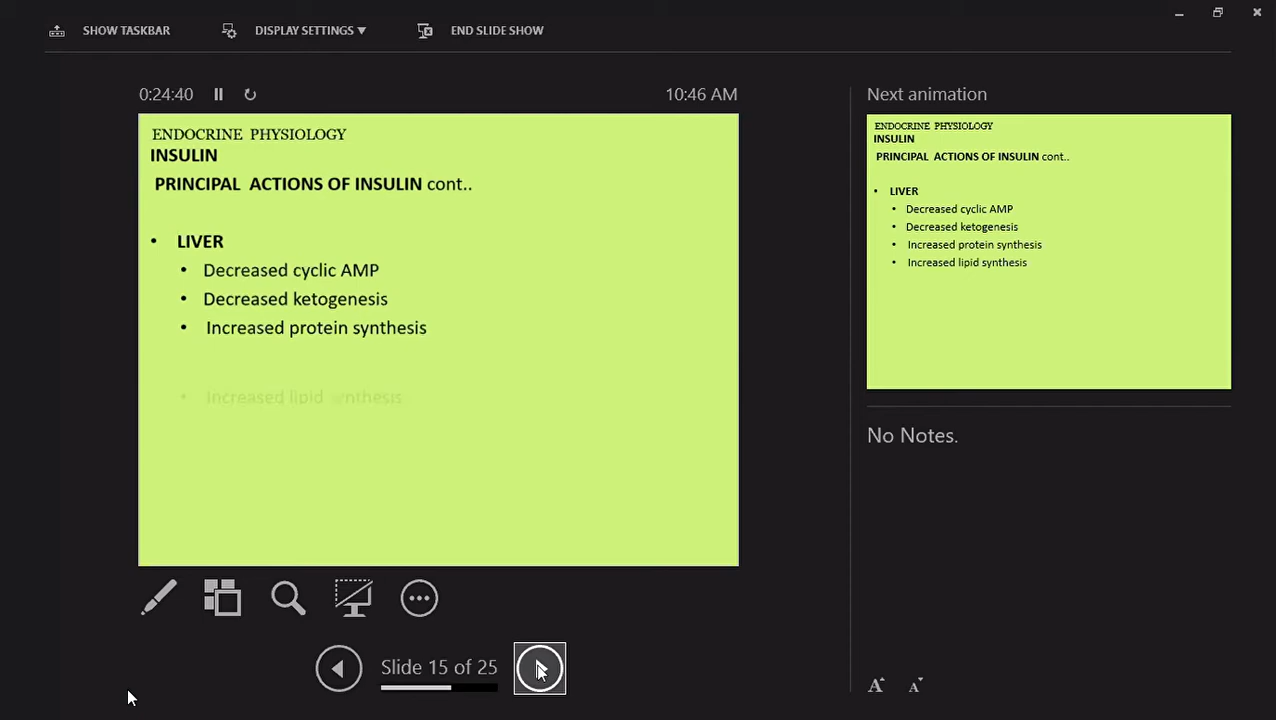 SHOW TASKBAR DISPLAY SETTINGS ▼ END SLIDE SHOW
0:24:40 10:46 AM
ENDOCRINE PHYSIOLOGY
INSULIN
PRINCIPAL ACTIONS OF INSULIN cont..
• LIVER
• Decreased cyclic AMP
• Decreased ketogenesis
• Increased protein synthesis
• Increased lipid synthesis
Slide 15 of 25
Next animation
ENDOCRINE PHYSIOLOGY
INSULIN
PRINCIPAL ACTIONS OF INSULIN cont..
• LIVER
• Decreased cyclic AMP
• Decreased ketogenesis
• Increased protein synthesis
• Increased lipid synthesis
No Notes.
A A